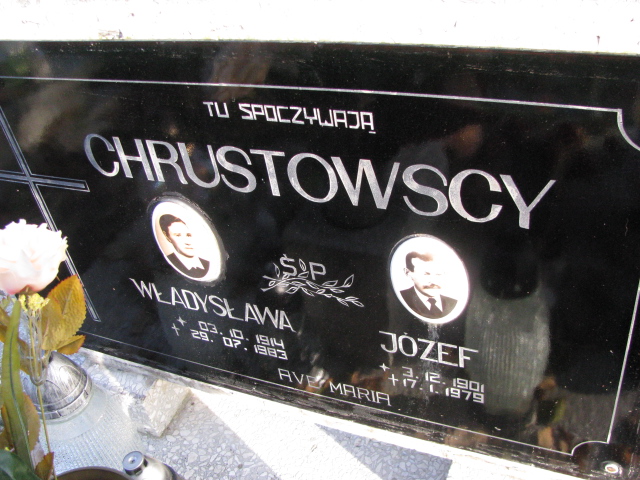 TU SPOCZYWAJĄ
CHRUSTOWSCY
Ś P
WŁADYSŁAWA
* 03.10.1914
+ 29.07.1983
JÓZEF
* 3.12.1901
+ 17.1.1979
AVE MARIA